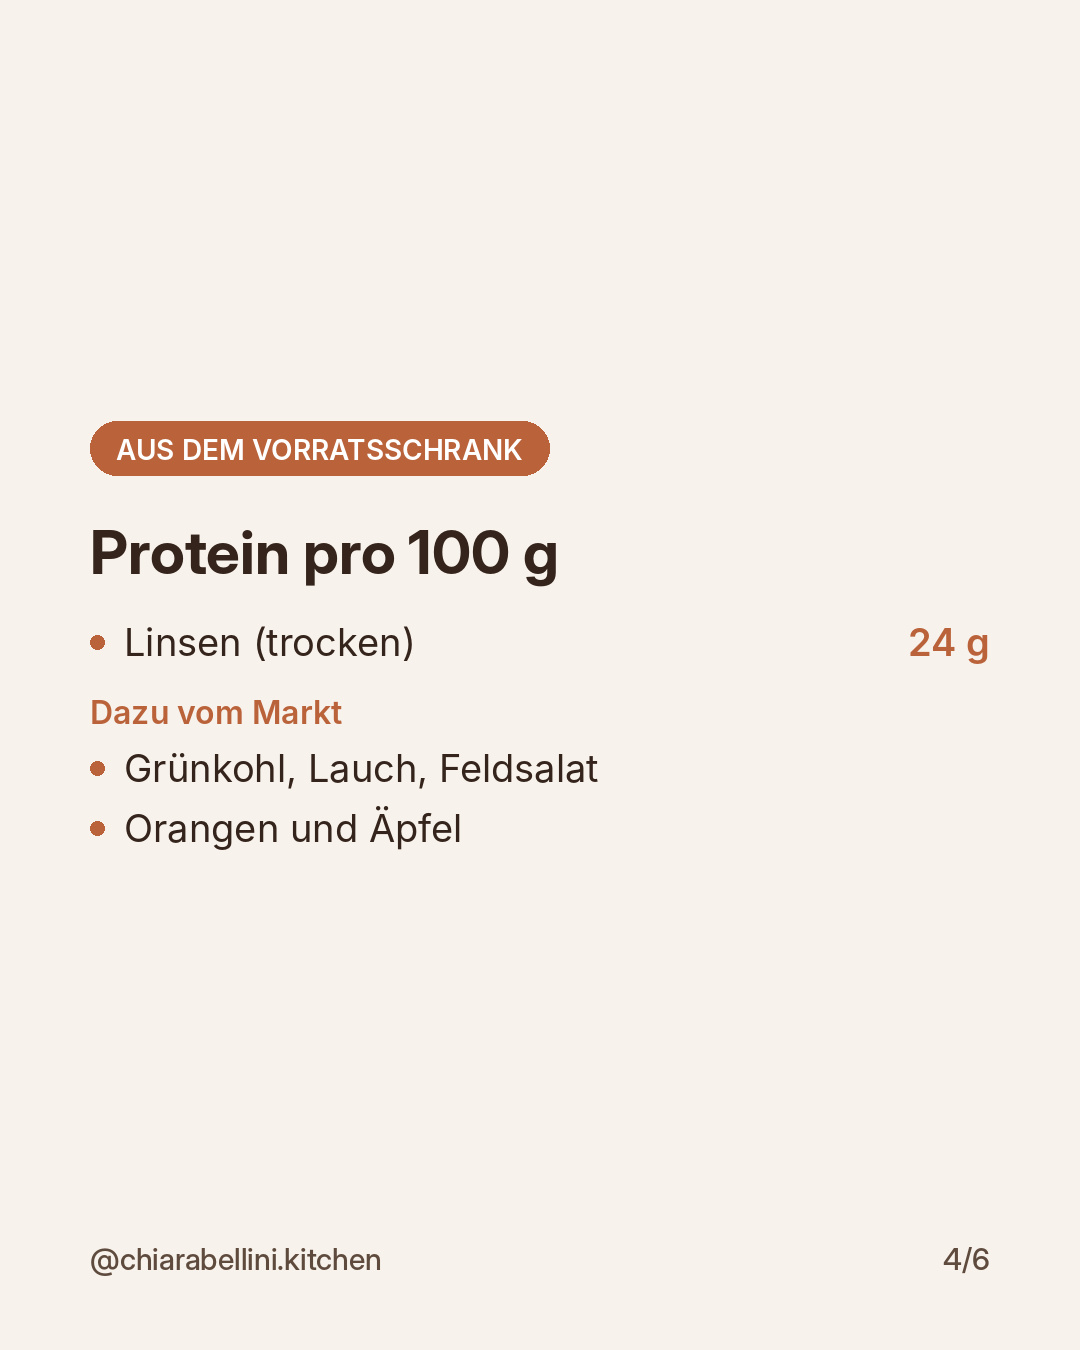 AUS DEM VORRATSSCHRANK
Protein pro 100 g
Linsen (trocken) 24 g
Dazu vom Markt
Grünkohl, Lauch, Feldsalat
Orangen und Äpfel
@chiarabellini.kitchen 4/6